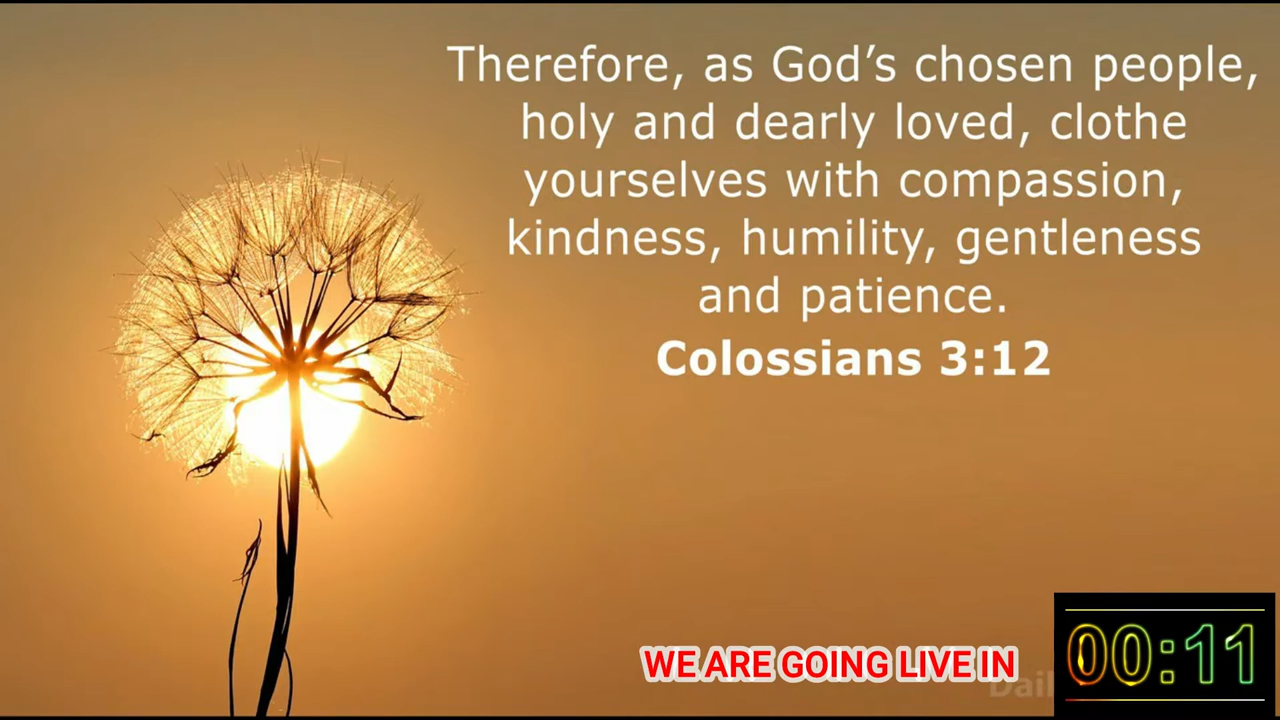 Therefore, as God’s chosen people,
holy and dearly loved, clothe
yourselves with compassion,
kindness, humility, gentleness
and patience.
Colossians 3:12
WE ARE GOING LIVE IN
00:11